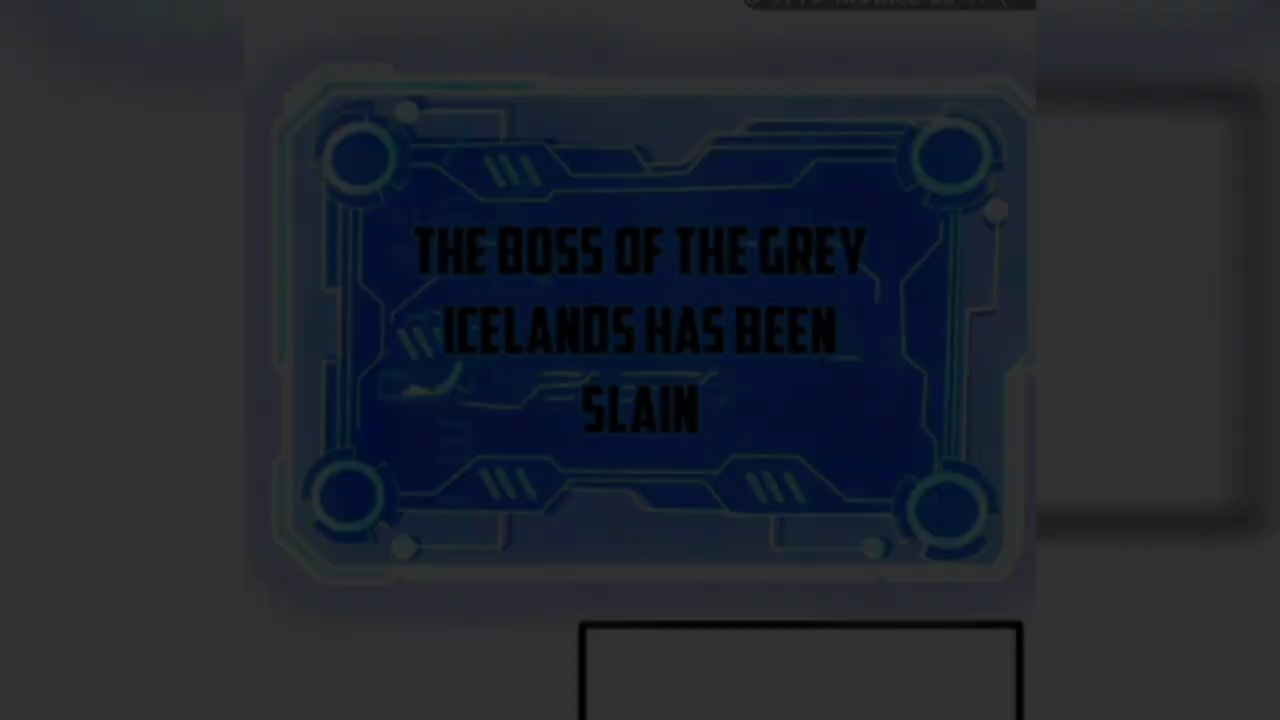 THE BOSS OF THE GREY
ICELANDS HAS BEEN
SLAIN